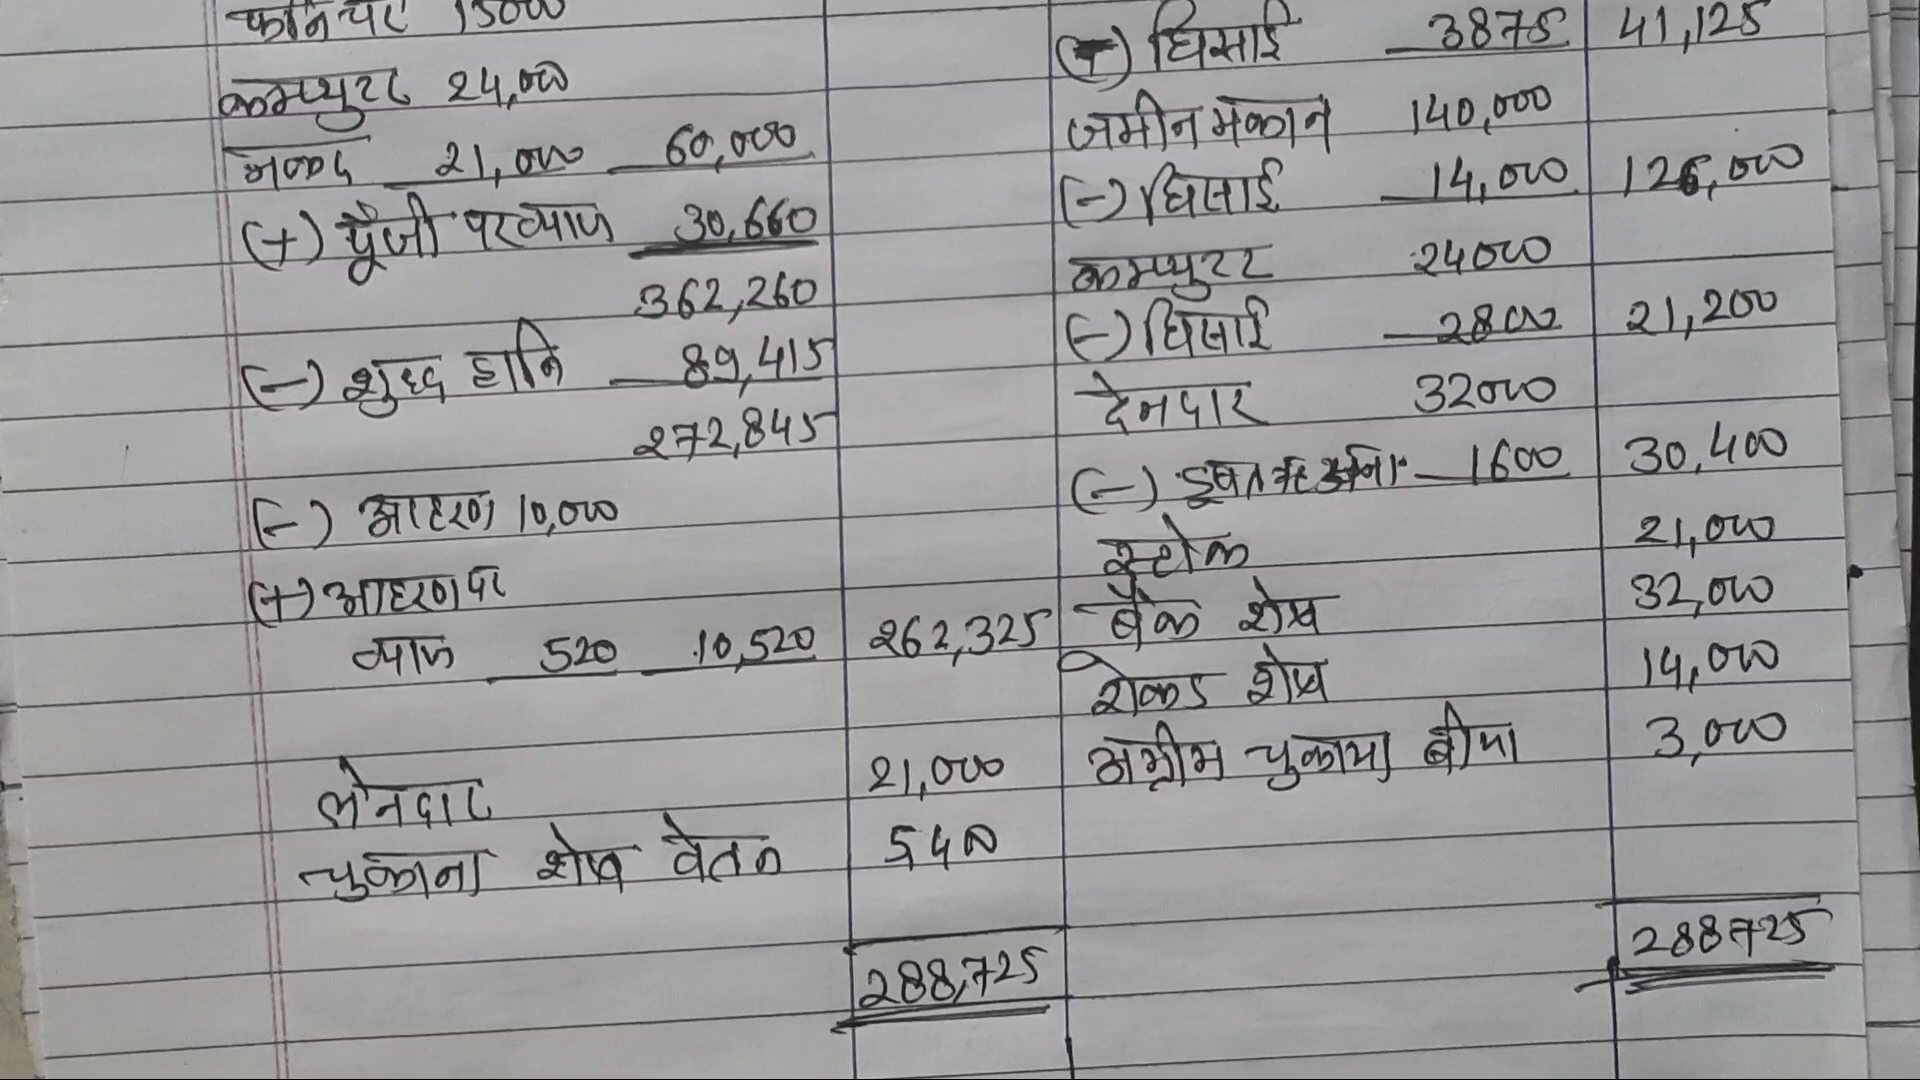 फर्निचर 15000
कम्प्युटर 24,000
नकद 21,000 60,000
(+) पूँजी पर व्याज 30,660
362,260
(-) शुध्द हानि 89,415
272,845
(-) आहरण 10,000
(+) आहरण पर
व्याज 520 10,520 262,325
लेनदार 21,000
चुकाना शेष वेतन 5400
288,725
(-) घिसाई 3875 41,125
जमीन मकान 140,000
(-) घिसाई 14,000 126,000
कम्प्युटर 24000
(-) घिसाई 2800 21,200
देनदार 32000
(-) डुबत ऋण 1600 30,400
स्टोक 21,000
बैंक शेष 32,000
रोकड शेष 14,000
अग्रीम चुकाया बीमा 3,000
288725